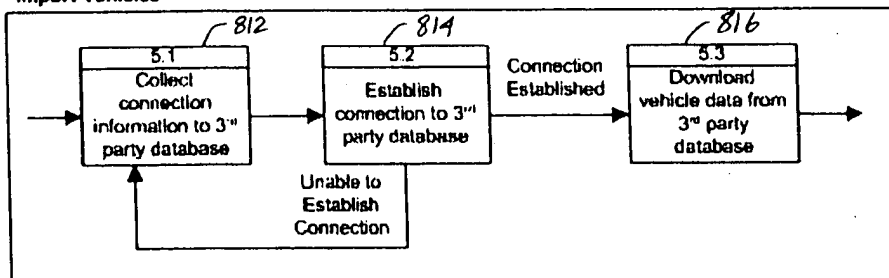 Import Vehicles
812
5.1
Collect
connection
information to 3rd
party database
814
5.2
Establish
connection to 3rd
party database
Connection
Established
816
5.3
Download
vehicle data from
3rd party
database
Unable to
Establish
Connection